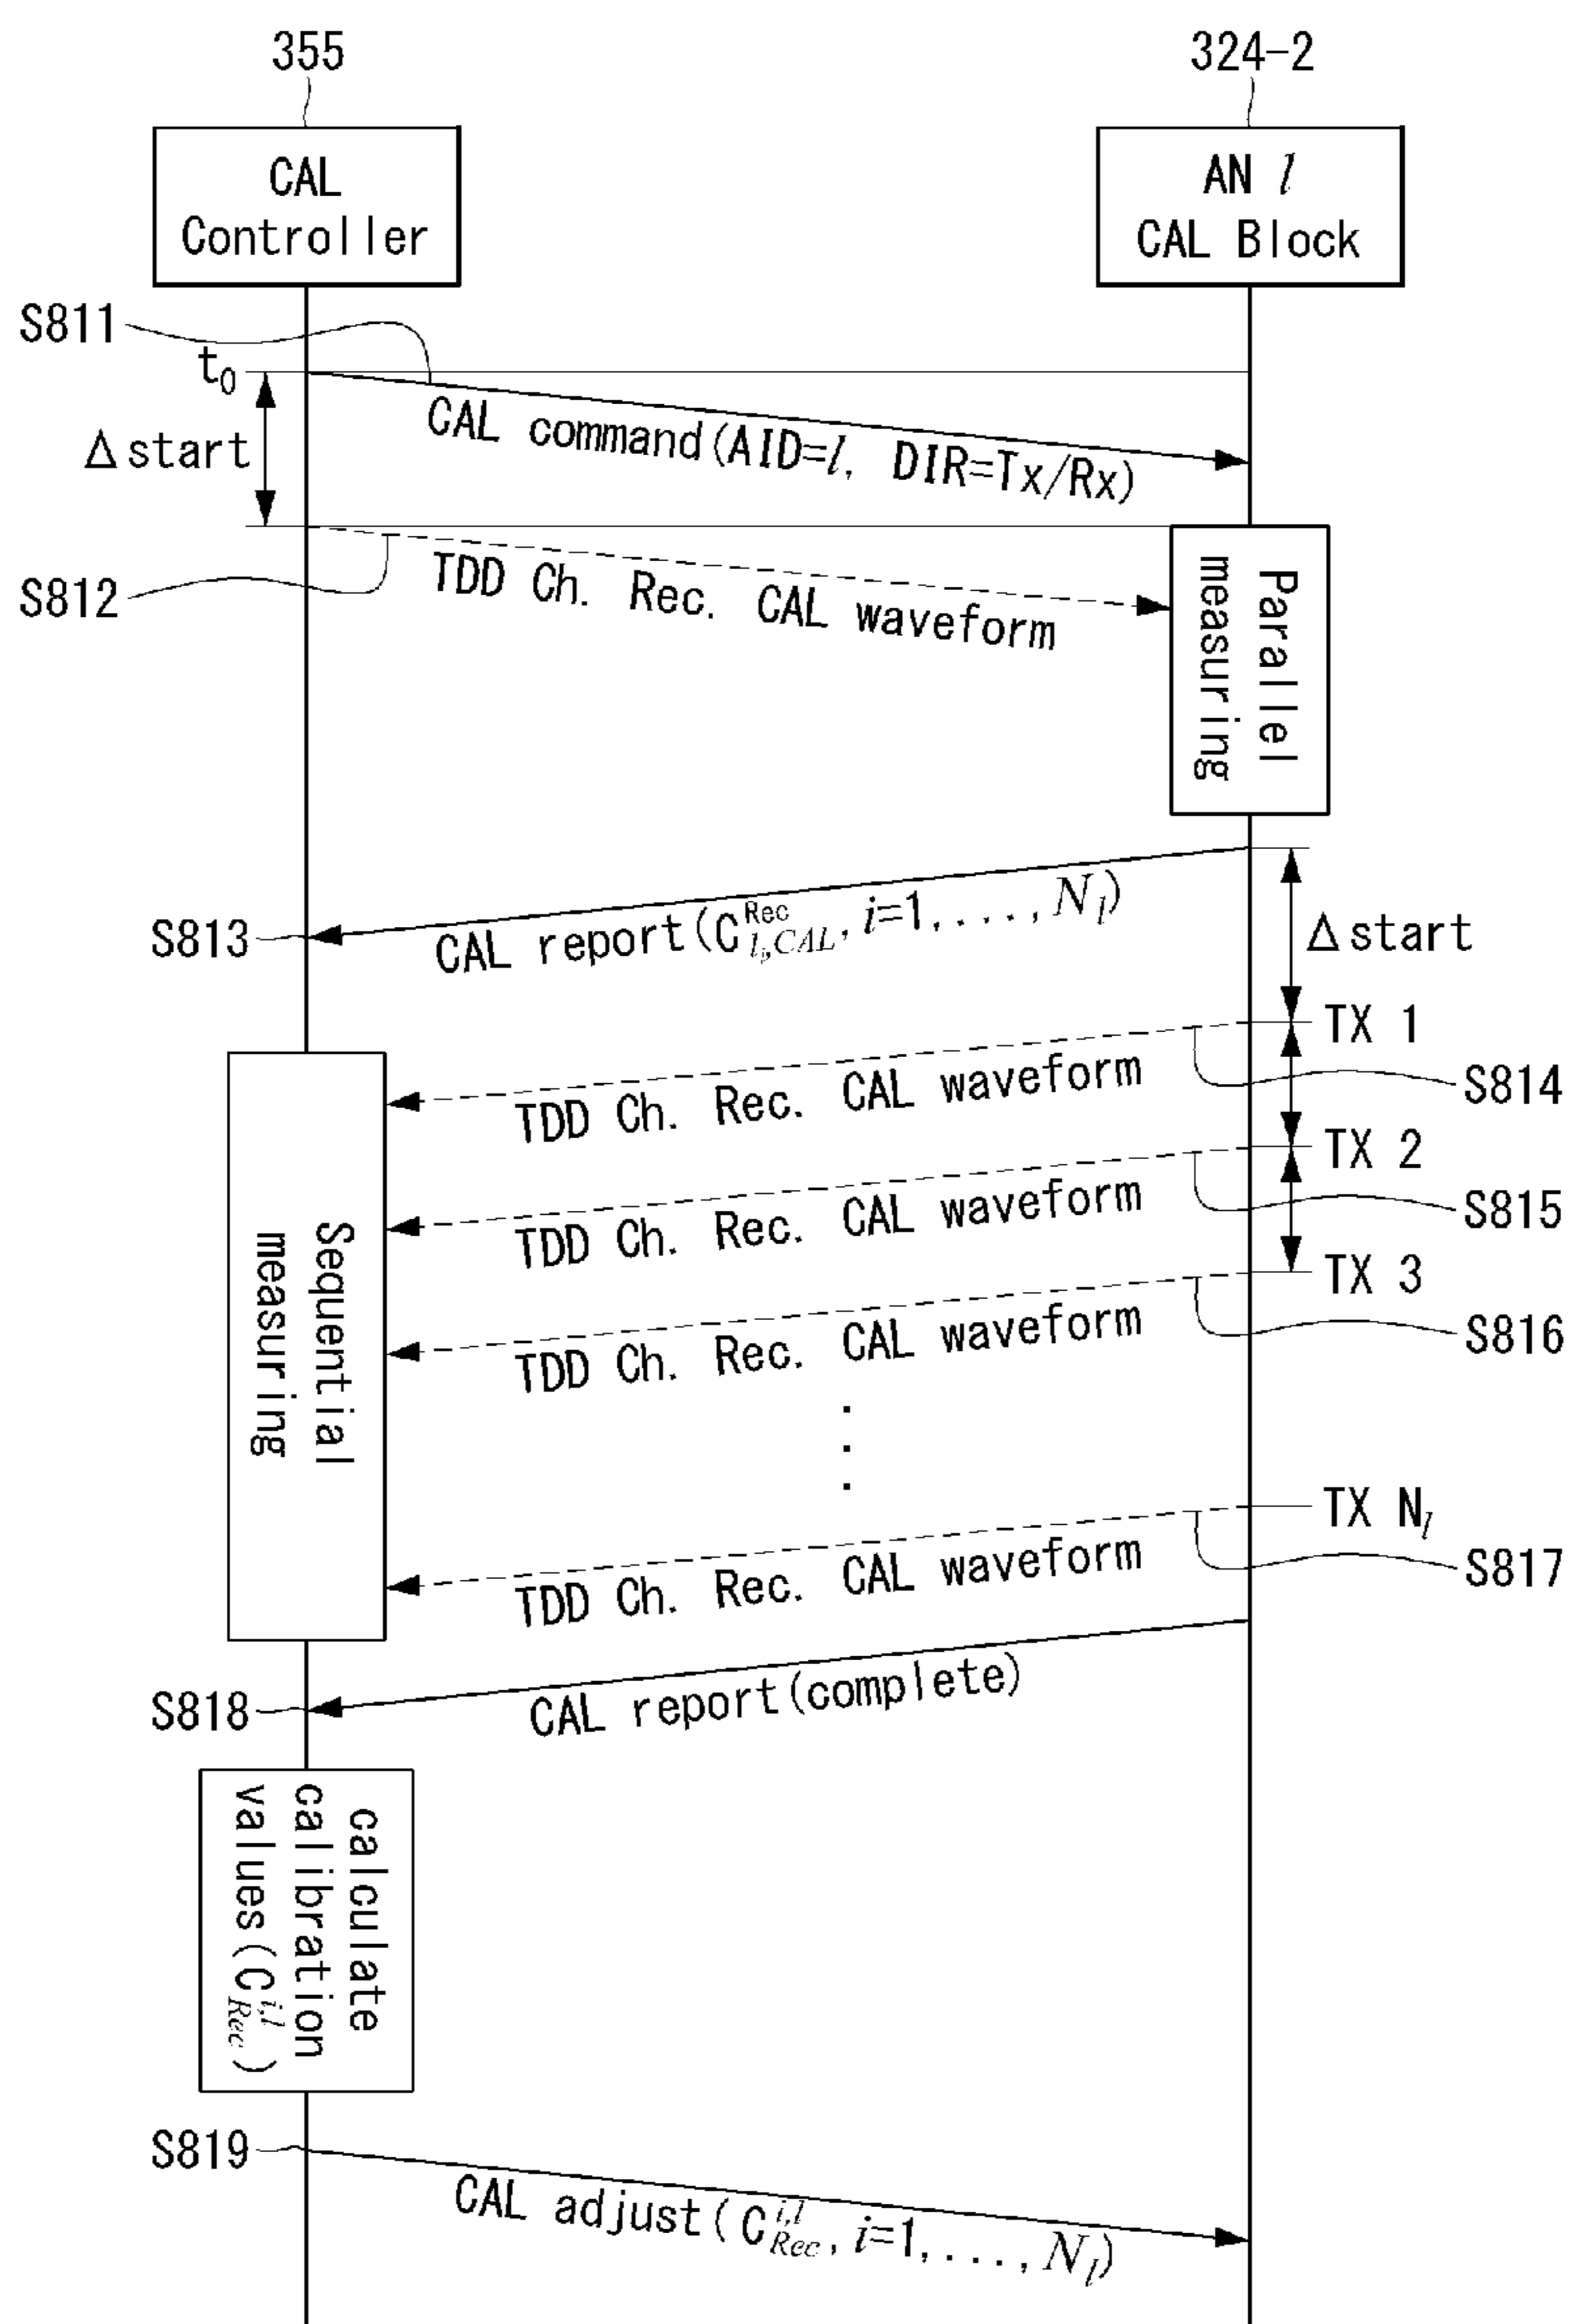 355
324-2
CAL
Controller
AN l
CAL Block
S811
t0
Δstart
CAL command(AID=l, DIR=Tx/Rx)
S812
TDD Ch. Rec. CAL waveform
Parallel
measuring
S813
CAL report(C^Rec_{l_i,CAL}, i=1, ..., N_l)
Δstart
TX 1
TDD Ch. Rec. CAL waveform
S814
TX 2
TDD Ch. Rec. CAL waveform
S815
TX 3
TDD Ch. Rec. CAL waveform
S816
Sequential
measuring
TX N_l
TDD Ch. Rec. CAL waveform
S817
S818
CAL report(complete)
calculate
calibration
values(C^{i,l}_{Rec})
S819
CAL adjust(C^{i,l}_{Rec}, i=1, ..., N_l)